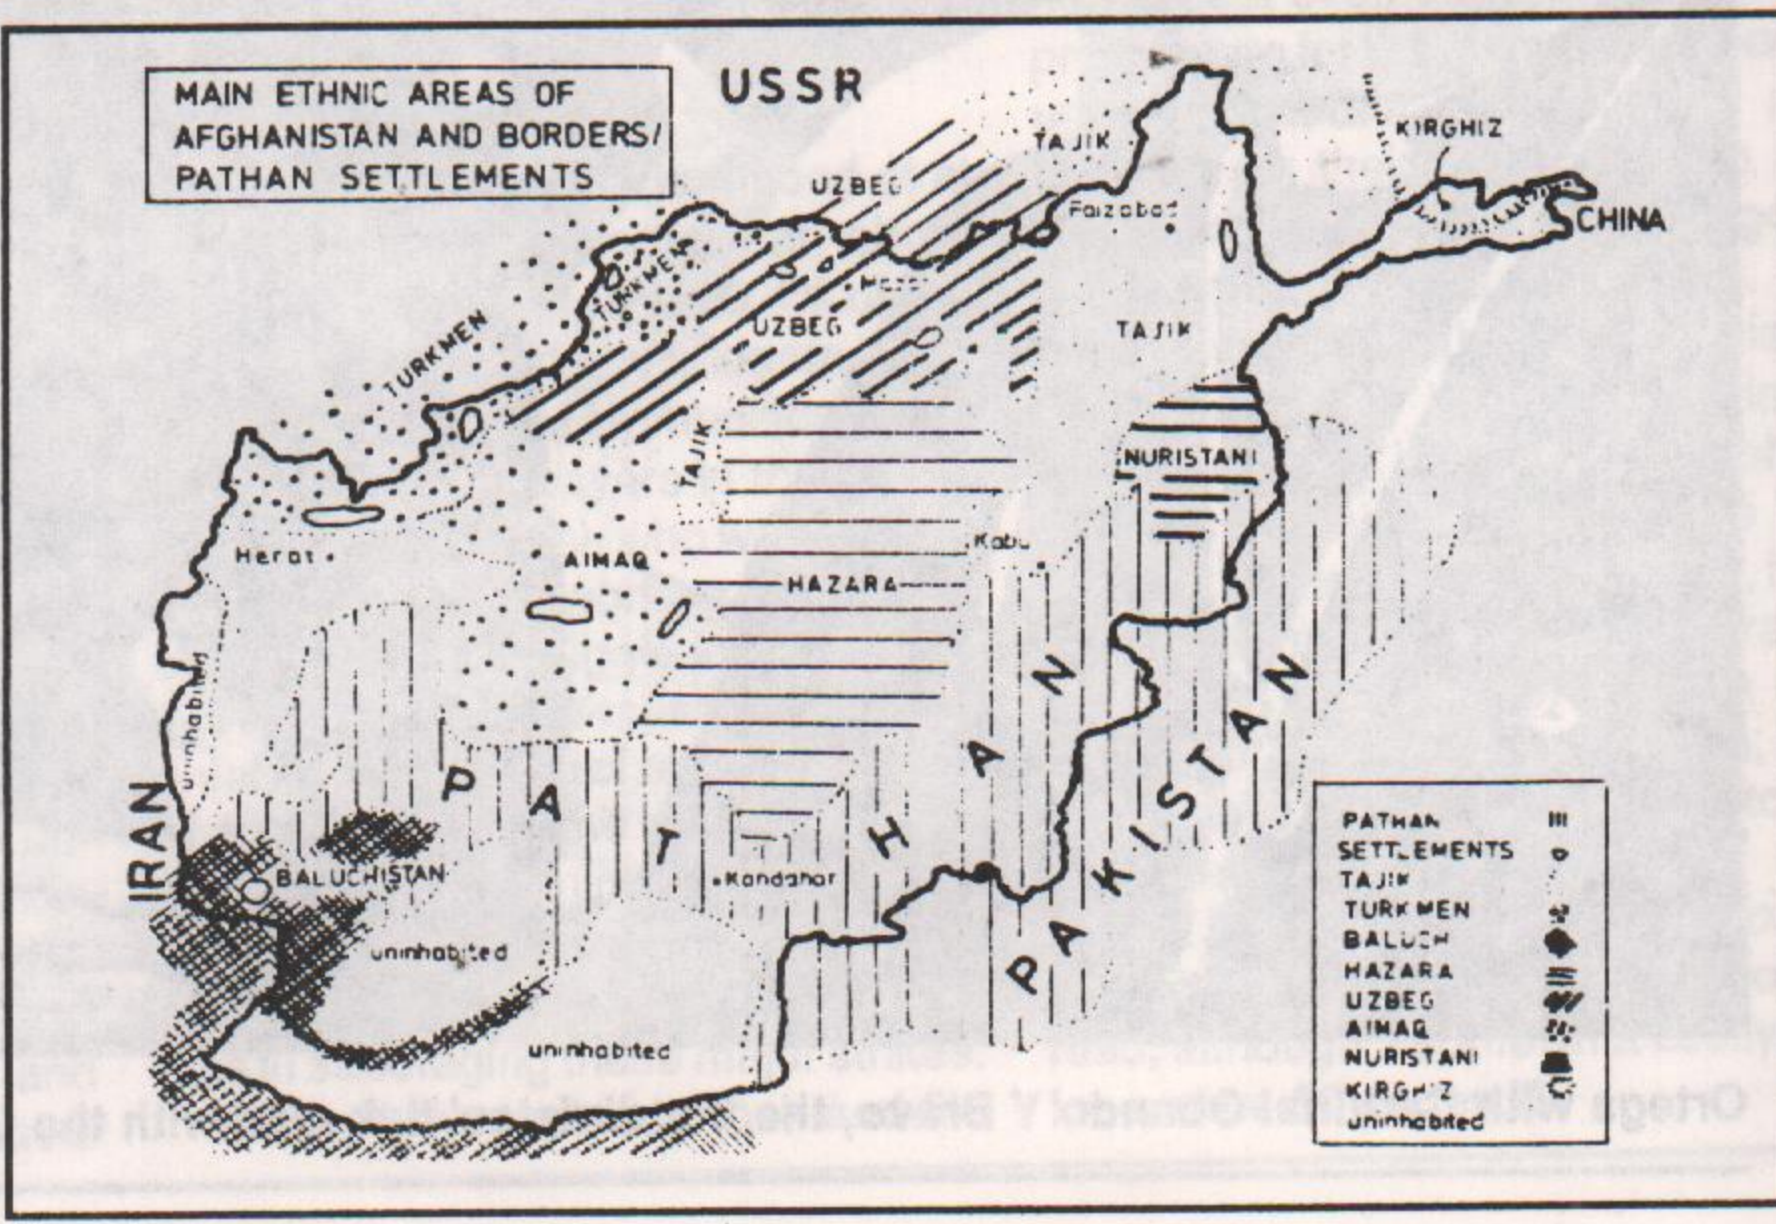 MAIN ETHNIC AREAS OF
AFGHANISTAN AND BORDERS/
PATHAN SETTLEMENTS
USSR
KIRGHIZ
TAJIK
UZBEG
Faizabad
CHINA
TURKMEN
TURKMEN
UZBEG
TAJIK
TAJIK
NURISTANI
Herat
AIMAQ
HAZARA
uninhabited
IRAN
PATHAN
PAKISTAN
BALUCHISTAN
Kandahar
uninhabited
uninhabited
PATHAN
SETTLEMENTS
TAJIK
TURKMEN
BALUCH
HAZARA
UZBEG
AIMAQ
NURISTANI
KIRGHIZ
uninhabited